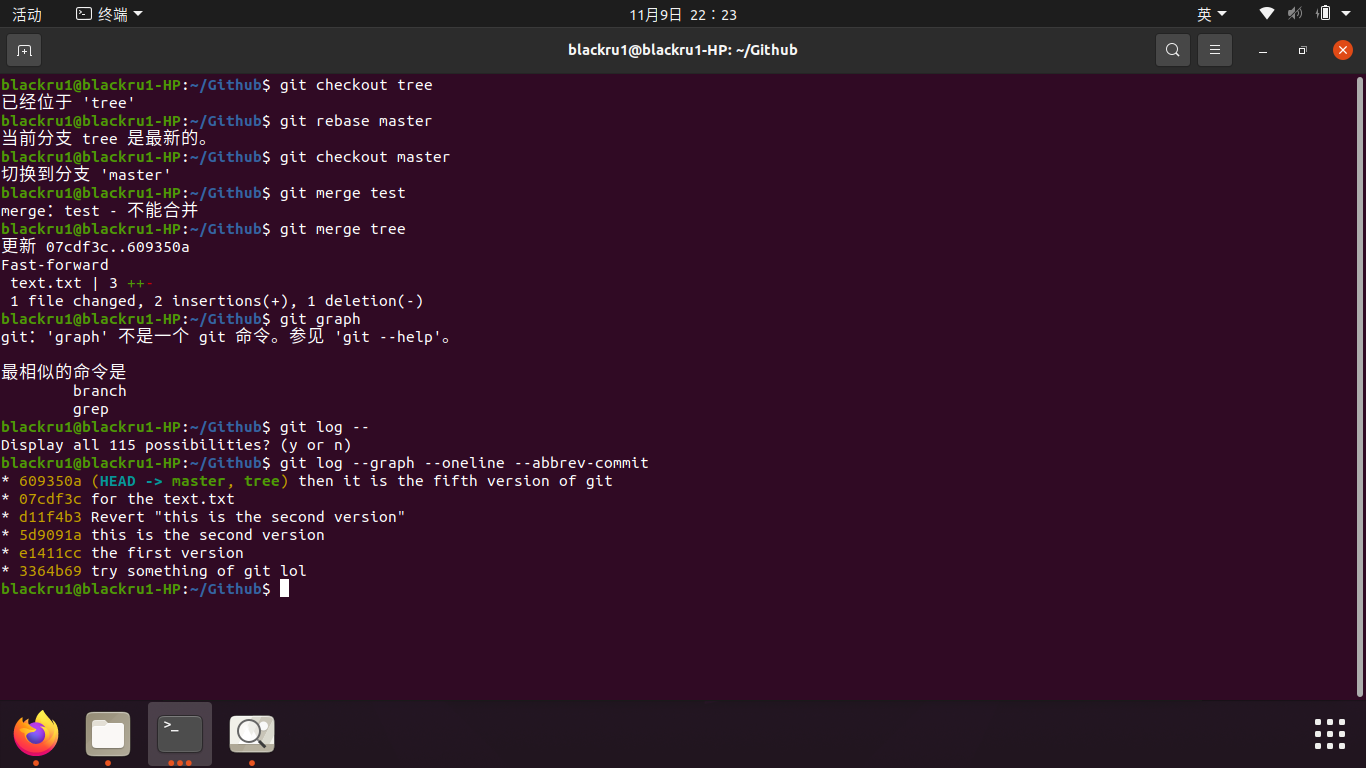 活动 终端 11月9日 22：23 英
blackru1@blackru1-HP: ~/Github
blackru1@blackru1-HP:~/Github$ git checkout tree
已经位于 'tree'
blackru1@blackru1-HP:~/Github$ git rebase master
当前分支 tree 是最新的。
blackru1@blackru1-HP:~/Github$ git checkout master
切换到分支 'master'
blackru1@blackru1-HP:~/Github$ git merge test
merge：test - 不能合并
blackru1@blackru1-HP:~/Github$ git merge tree
更新 07cdf3c..609350a
Fast-forward
 text.txt | 3 ++-
 1 file changed, 2 insertions(+), 1 deletion(-)
blackru1@blackru1-HP:~/Github$ git graph
git：'graph' 不是一个 git 命令。参见 'git --help'。
最相似的命令是
        branch
        grep
blackru1@blackru1-HP:~/Github$ git log --
Display all 115 possibilities? (y or n)
blackru1@blackru1-HP:~/Github$ git log --graph --oneline --abbrev-commit
* 609350a (HEAD -> master, tree) then it is the fifth version of git
* 07cdf3c for the text.txt
* d11f4b3 Revert "this is the second version"
* 5d9091a this is the second version
* e1411cc the first version
* 3364b69 try something of git lol
blackru1@blackru1-HP:~/Github$